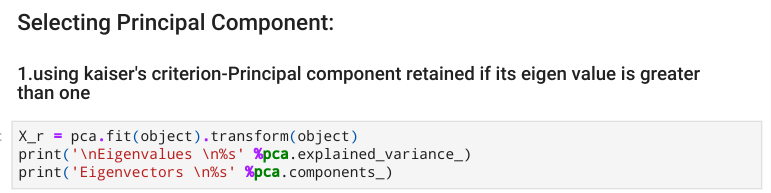 Selecting Principal Component:
1.using kaiser's criterion-Principal component retained if its eigen value is greater
than one
X_r = pca.fit(object).transform(object)
print('\nEigenvalues \n%s' %pca.explained_variance_)
print('Eigenvectors \n%s' %pca.components_)